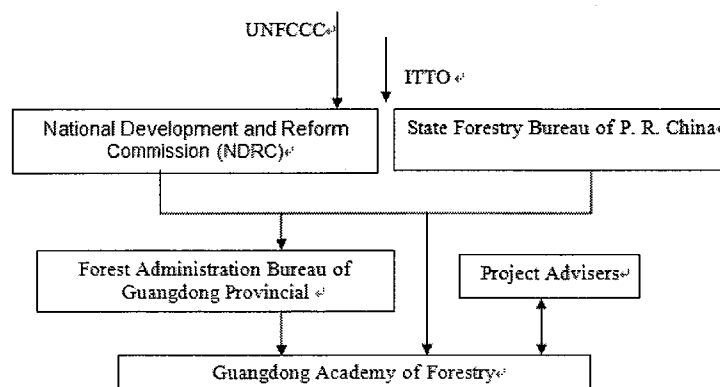 UNFCCC
ITTO
National Development and Reform
Commission (NDRC)
State Forestry Bureau of P. R. China
Forest Administration Bureau of
Guangdong Provincial
Project Advisers
Guangdong Academy of Forestry